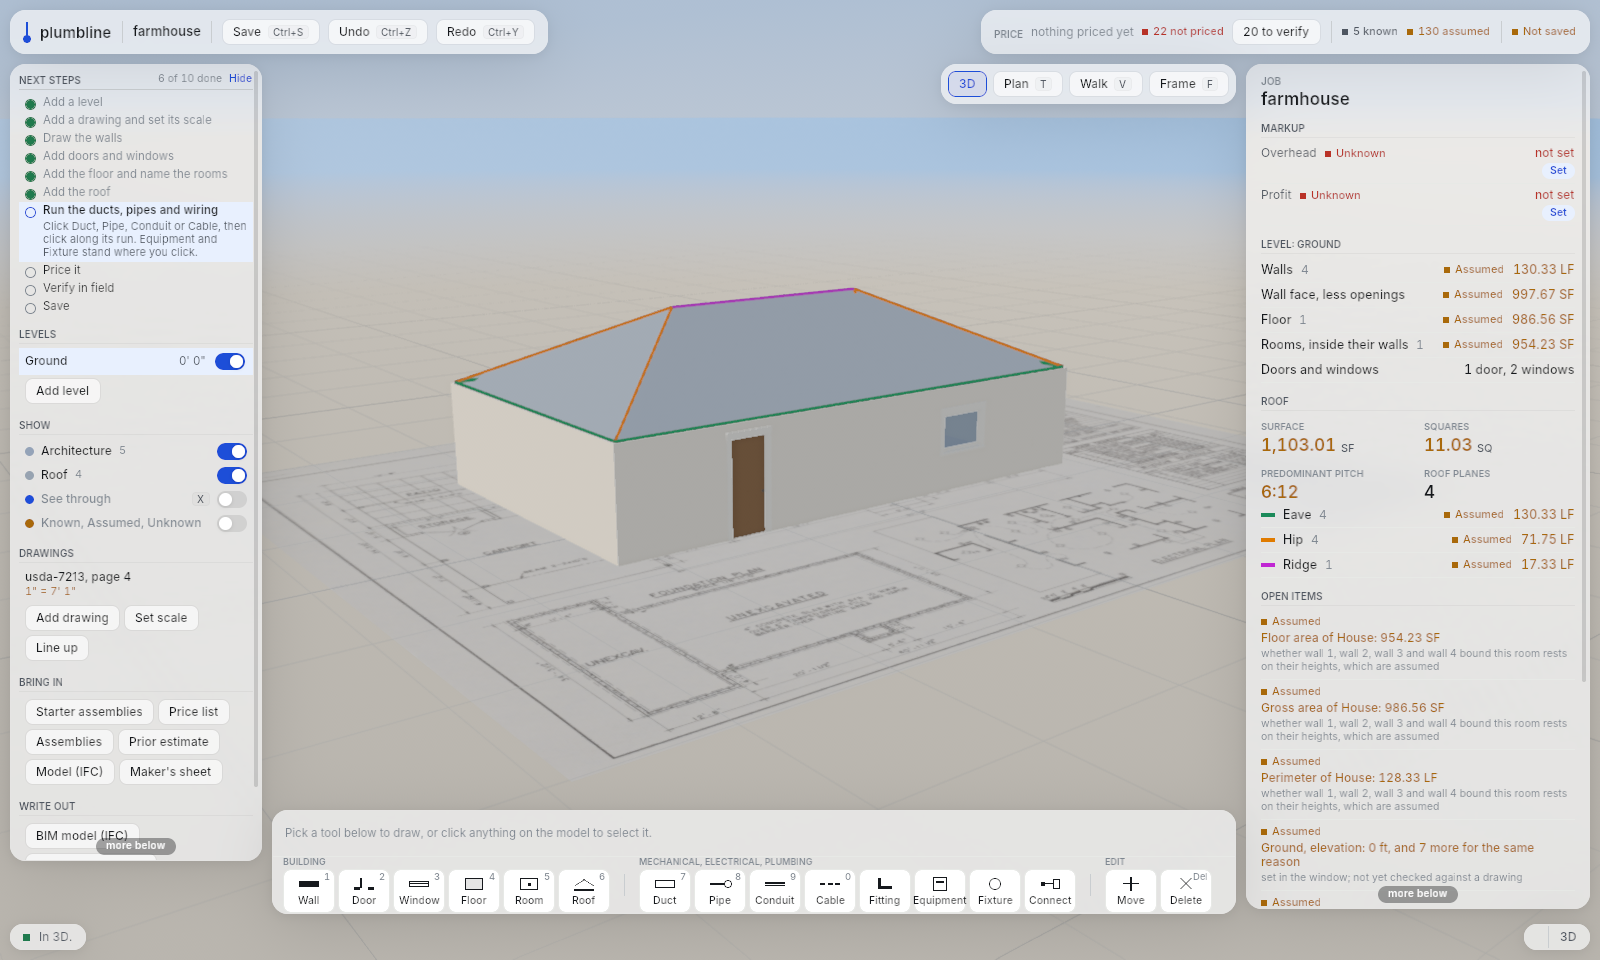 plumbline
farmhouse
Save Ctrl+S
Undo Ctrl+Z
Redo Ctrl+Y
PRICE nothing priced yet 22 not priced 20 to verify 5 known 130 assumed Not saved
NEXT STEPS 6 of 10 done Hide
Add a level
Add a drawing and set its scale
Draw the walls
Add doors and windows
Add the floor and name the rooms
Add the roof
Run the ducts, pipes and wiring
Click Duct, Pipe, Conduit or Cable, then
click along its run. Equipment and
Fixture stand where you click.
Price it
Verify in field
Save
LEVELS
Ground 0' 0"
Add level
SHOW
Architecture 5
Roof 4
See through X
Known, Assumed, Unknown
DRAWINGS
usda-7213, page 4
1" = 7' 1"
Add drawing Set scale
Line up
BRING IN
Starter assemblies Price list
Assemblies Prior estimate
Model (IFC) Maker's sheet
WRITE OUT
BIM model (IFC)
more below
In 3D.
3D Plan T Walk V Frame F
FOUNDATION PLAN
UNEXCAVATED
UNEXCAV.
Pick a tool below to draw, or click anything on the model to select it.
BUILDING
1 2 3 4 5 6
Wall Door Window Floor Room Roof
MECHANICAL, ELECTRICAL, PLUMBING
7 8 9 0
Duct Pipe Conduit Cable Fitting Equipment Fixture Connect
EDIT
Del
Move Delete
JOB
farmhouse
MARKUP
Overhead Unknown not set
Set
Profit Unknown not set
Set
LEVEL: GROUND
Walls 4 Assumed 130.33 LF
Wall face, less openings Assumed 997.67 SF
Floor 1 Assumed 986.56 SF
Rooms, inside their walls 1 Assumed 954.23 SF
Doors and windows 1 door, 2 windows
ROOF
SURFACE SQUARES
1,103.01 SF 11.03 SQ
PREDOMINANT PITCH ROOF PLANES
6:12 4
Eave 4 Assumed 130.33 LF
Hip 4 Assumed 71.75 LF
Ridge 1 Assumed 17.33 LF
OPEN ITEMS
Assumed
Floor area of House: 954.23 SF
whether wall 1, wall 2, wall 3 and wall 4 bound this room rests
on their heights, which are assumed
Assumed
Gross area of House: 986.56 SF
whether wall 1, wall 2, wall 3 and wall 4 bound this room rests
on their heights, which are assumed
Assumed
Perimeter of House: 128.33 LF
whether wall 1, wall 2, wall 3 and wall 4 bound this room rests
on their heights, which are assumed
Assumed
Ground, elevation: 0 ft, and 7 more for the same
reason
set in the window; not yet checked against a drawing
more below
Assumed
3D